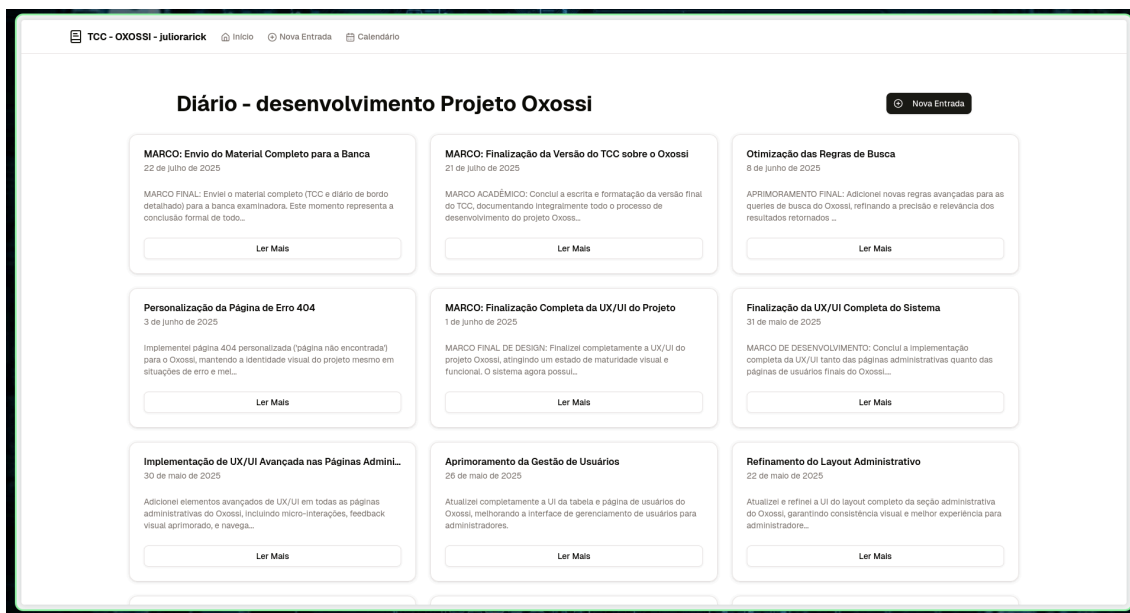 TCC - OXOSSI - juliorarick
Início
Nova Entrada
Calendário
Diário - desenvolvimento Projeto Oxossi
Nova Entrada
MARCO: Envio do Material Completo para a Banca
22 de julho de 2025
MARCO FINAL: Enviei o material completo (TCC e diário de bordo
detalhado) para a banca examinadora. Este momento representa a
conclusão formal de todo...
Ler Mais
MARCO: Finalização da Versão do TCC sobre o Oxossi
21 de julho de 2025
MARCO ACADÊMICO: Concluí a escrita e formatação da versão final
do TCC, documentando integralmente todo o processo de
desenvolvimento do projeto Oxoss...
Ler Mais
Otimização das Regras de Busca
8 de junho de 2025
APRIMORAMENTO FINAL: Adicionei novas regras avançadas para as
queries de busca do Oxossi, refinando a precisão e relevância dos
resultados retornados ...
Ler Mais
Personalização da Página de Erro 404
3 de junho de 2025
Implementei página 404 personalizada ('página não encontrada')
para o Oxossi, mantendo a identidade visual do projeto mesmo em
situações de erro e mel...
Ler Mais
MARCO: Finalização Completa da UX/UI do Projeto
1 de junho de 2025
MARCO FINAL DE DESIGN: Finalizei completamente a UX/UI do
projeto Oxossi, atingindo um estado de maturidade visual e
funcional. O sistema agora possui...
Ler Mais
Finalização da UX/UI Completa do Sistema
31 de maio de 2025
MARCO DE DESENVOLVIMENTO: Concluí a implementação
completa da UX/UI tanto das páginas administrativas quanto das
páginas de usuários finais do Oxossi....
Ler Mais
Implementação de UX/UI Avançada nas Páginas Admini...
30 de maio de 2025
Adicionei elementos avançados de UX/UI em todas as páginas
administrativas do Oxossi, incluindo micro-interações, feedback
visual aprimorado, e navega...
Ler Mais
Aprimoramento da Gestão de Usuários
26 de maio de 2025
Atualizei completamente a UI da tabela e página de usuários do
Oxossi, melhorando a interface de gerenciamento de usuários para
administradores.
Ler Mais
Refinamento do Layout Administrativo
22 de maio de 2025
Atualizei e refinei a UI do layout completo da seção administrativa
do Oxossi, garantindo consistência visual e melhor experiência para
administradore...
Ler Mais